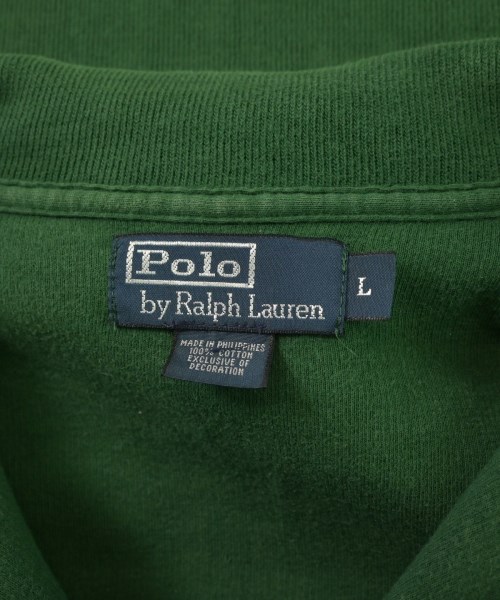 Polo
by Ralph Lauren
L
MADE IN PHILIPPINES
100% COTTON
EXCLUSIVE OF
DECORATION